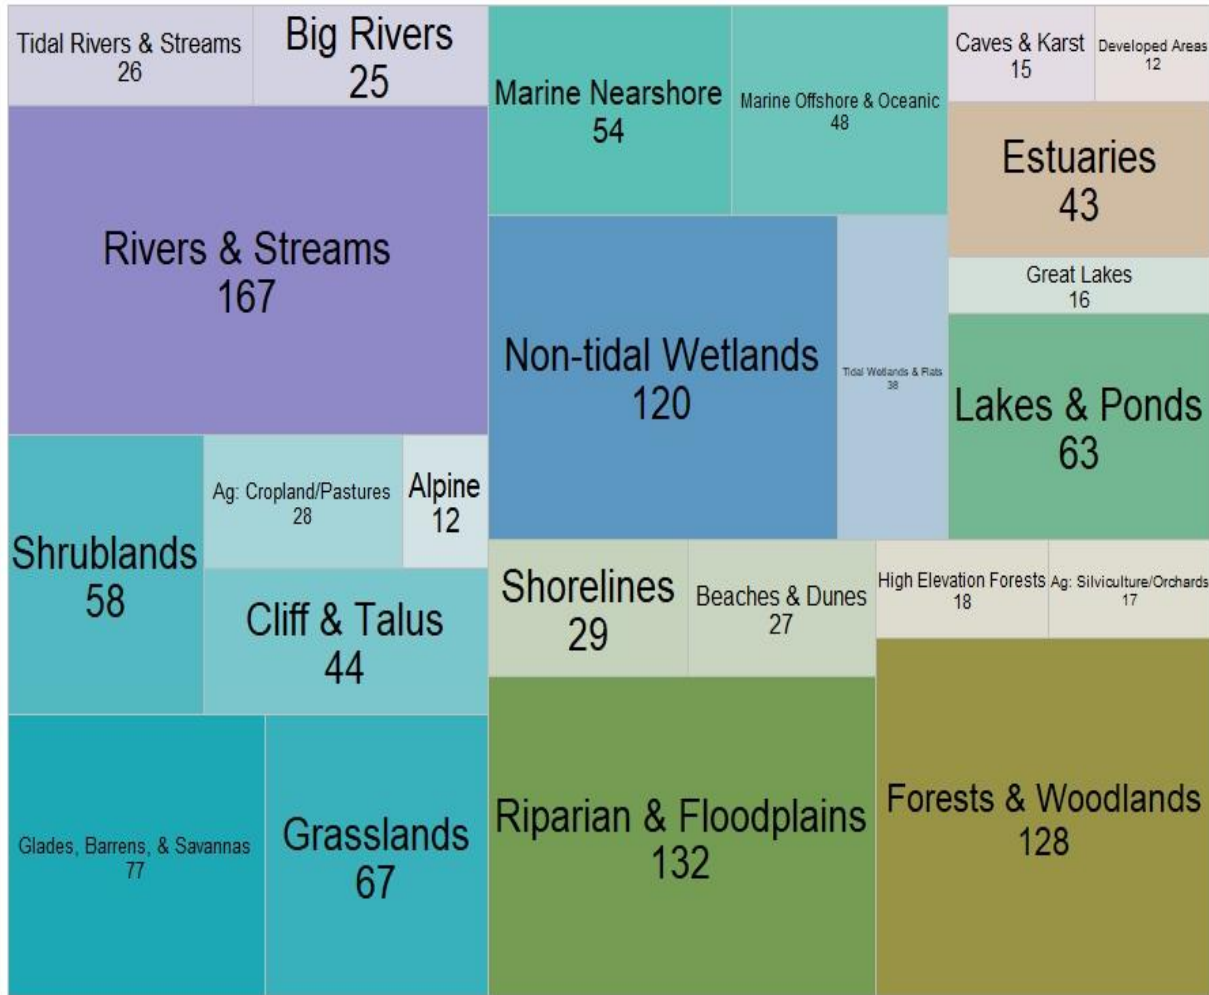 Tidal Rivers & Streams
26
Big Rivers
25
Rivers & Streams
167
Shrublands
58
Ag: Cropland/Pastures
28
Alpine
12
Cliff & Talus
44
Glades, Barrens, & Savannas
77
Grasslands
67
Marine Nearshore
54
Marine Offshore & Oceanic
48
Non-tidal Wetlands
120
Tidal Wetlands & Flats
38
Caves & Karst
15
Developed Areas
12
Estuaries
43
Great Lakes
16
Lakes & Ponds
63
Shorelines
29
Beaches & Dunes
27
Riparian & Floodplains
132
High Elevation Forests
18
Ag: Silviculture/Orchards
17
Forests & Woodlands
128